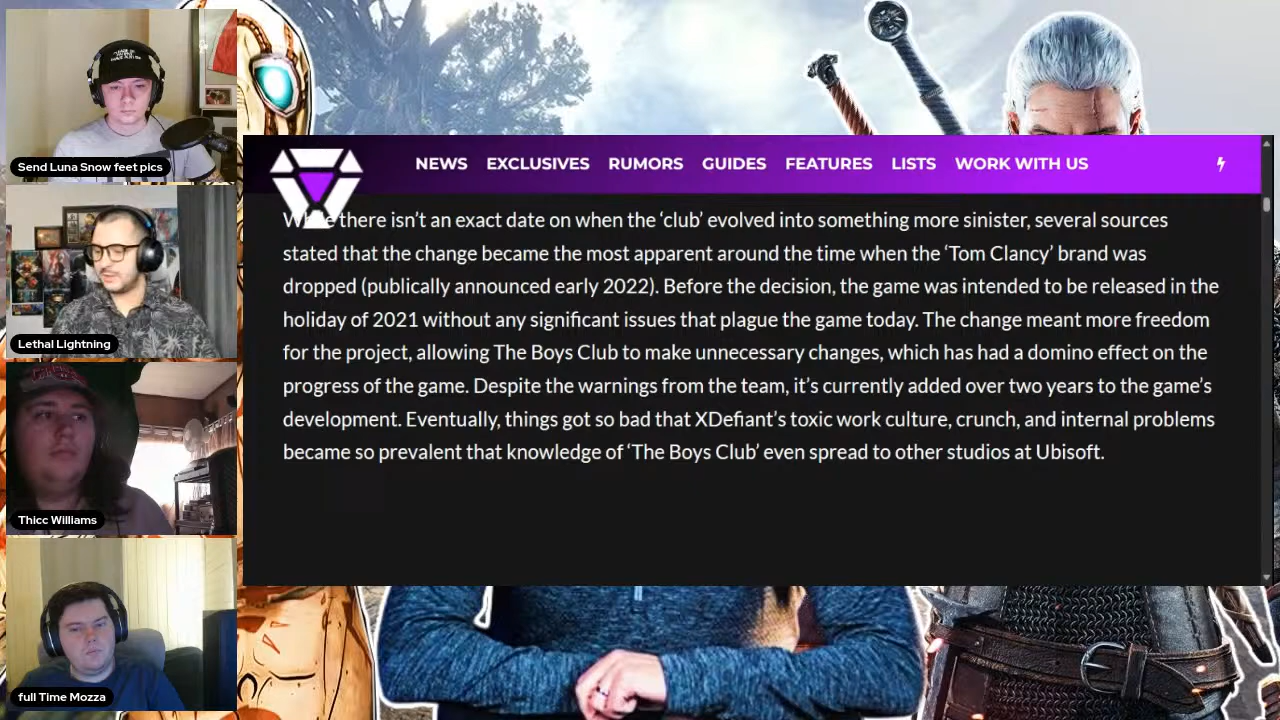 Send Luna Snow feet pics
Lethal Lightning
Thicc Williams
full Time Mozza
NEWS EXCLUSIVES RUMORS GUIDES FEATURES LISTS WORK WITH US
While there isn’t an exact date on when the ‘club’ evolved into something more sinister, several sources
stated that the change became the most apparent around the time when the ‘Tom Clancy’ brand was
dropped (publically announced early 2022). Before the decision, the game was intended to be released in the
holiday of 2021 without any significant issues that plague the game today. The change meant more freedom
for the project, allowing The Boys Club to make unnecessary changes, which has had a domino effect on the
progress of the game. Despite the warnings from the team, it’s currently added over two years to the game’s
development. Eventually, things got so bad that XDefiant’s toxic work culture, crunch, and internal problems
became so prevalent that knowledge of ‘The Boys Club’ even spread to other studios at Ubisoft.